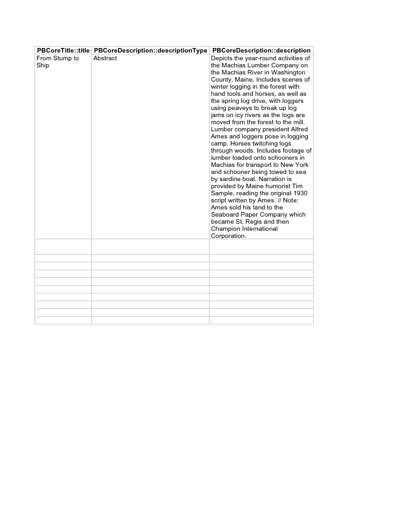 PBCoreTitle::title PBCoreDescription::descriptionType PBCoreDescription::description
From Stump to Ship
Abstract
Depicts the year-round activities of
the Machias Lumber Company on
the Machias River in Washington
County, Maine. Includes scenes of
winter logging in the forest with
hand tools and horses, as well as
the spring log drive, with loggers
using peaveys to break up log
jams on icy rivers as the logs are
moved from the forest to the mill.
Lumber company president Alfred
Ames and loggers pose in logging
camp. Horses twitching logs
through woods. Includes footage of
lumber loaded onto schooners in
Machias for transport to New York
and schooner being towed to sea
by sardine boat. Narration is
provided by Maine humorist Tim
Sample, reading the original 1930
script written by Ames. // Note:
Ames sold his land to the
Seaboard Paper Company which
became St. Regis and then
Champion International
Corporation.